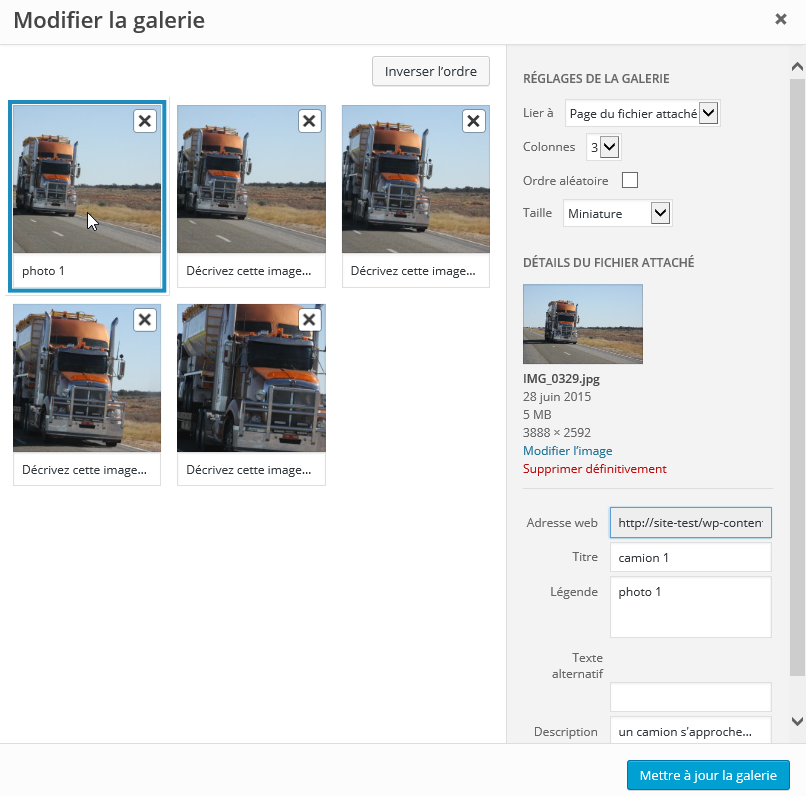 Modifier la galerie
Inverser l'ordre
photo 1
Décrivez cette image...
Décrivez cette image...
Décrivez cette image...
Décrivez cette image...
RÉGLAGES DE LA GALERIE
Lier à Page du fichier attaché
Colonnes 3
Ordre aléatoire
Taille Miniature
DÉTAILS DU FICHIER ATTACHÉ
IMG_0329.jpg
28 juin 2015
5 MB
3888 × 2592
Modifier l'image
Supprimer définitivement
Adresse web http://site-test/wp-conten
Titre camion 1
Légende photo 1
Texte
alternatif
Description un camion s'approche...
Mettre à jour la galerie